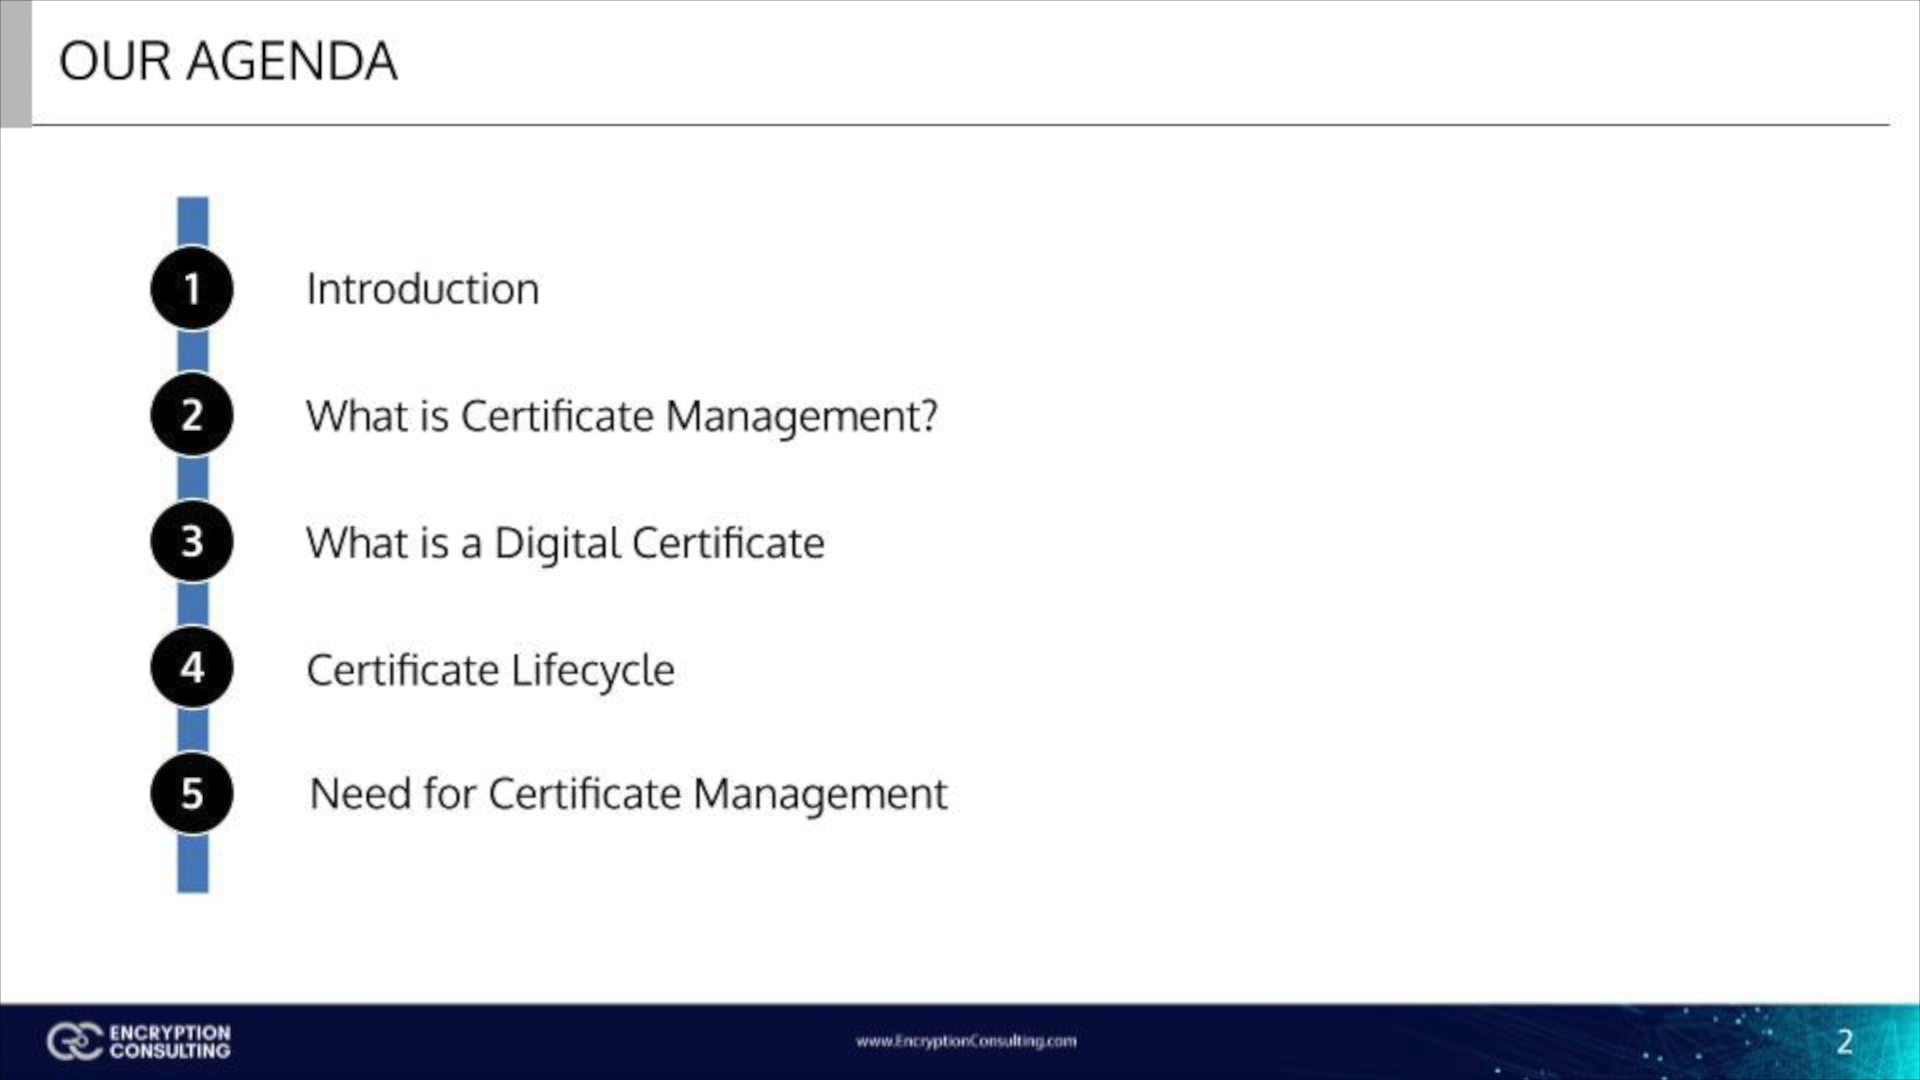 OUR AGENDA
1 Introduction
2 What is Certificate Management?
3 What is a Digital Certificate
4 Certificate Lifecycle
5 Need for Certificate Management
ENCRYPTION
CONSULTING
www.EncryptionConsulting.com
2